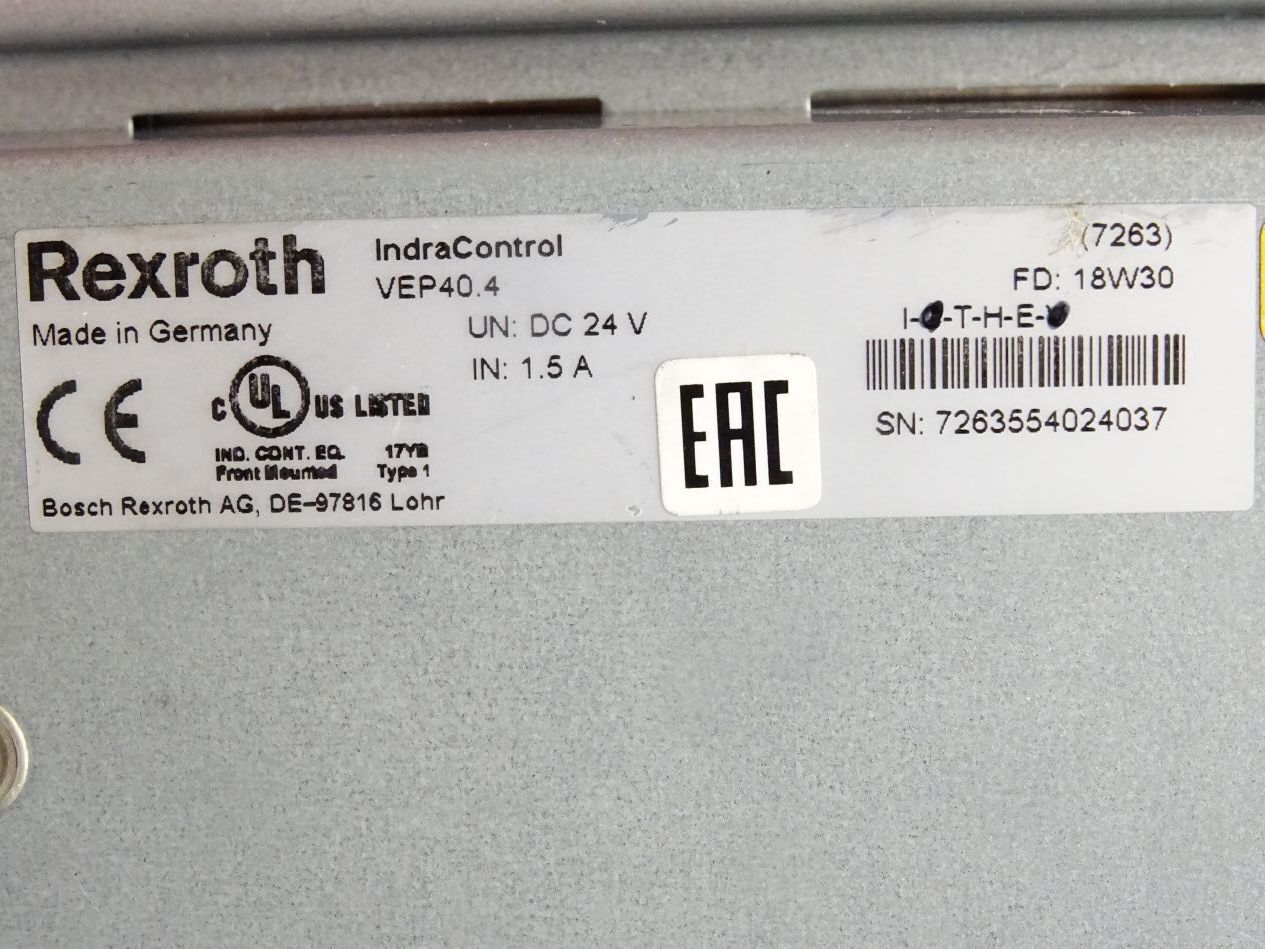 Rexroth
IndraControl
VEP40.4
(7263)
FD: 18W30
Made in Germany
UN: DC 24 V
IN: 1.5 A
I- -T-H-E-
SN: 7263554024037
CE
C UL US LISTED
IND. CONT. EQ. 17YB
Front Mounted Type 1
EAC
Bosch Rexroth AG, DE-97816 Lohr